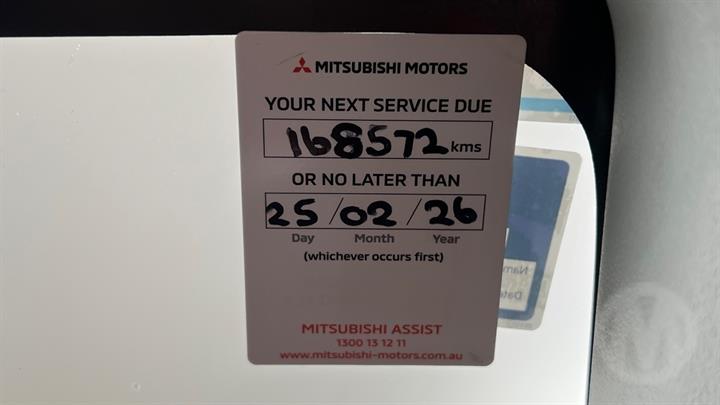 MITSUBISHI MOTORS
YOUR NEXT SERVICE DUE
168572 kms
OR NO LATER THAN
25/02/26
Day Month Year
(whichever occurs first)
MITSUBISHI ASSIST
1300 13 12 11
www.mitsubishi-motors.com.au